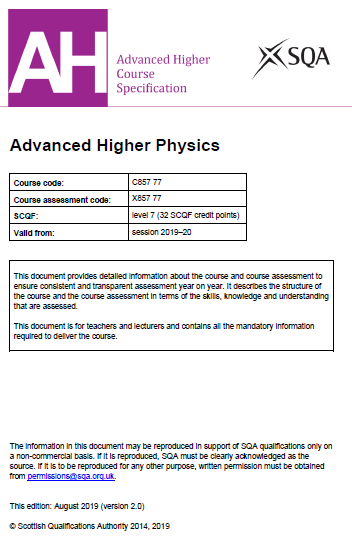 AH
Advanced Higher
Course
Specification
SQA
Advanced Higher Physics
Course code: C857 77
Course assessment code: X857 77
SCQF: level 7 (32 SCQF credit points)
Valid from: session 2019–20
This document provides detailed information about the course and course assessment to
ensure consistent and transparent assessment year on year. It describes the structure of
the course and the course assessment in terms of the skills, knowledge and understanding
that are assessed.
This document is for teachers and lecturers and contains all the mandatory information
required to deliver the course.
The information in this document may be reproduced in support of SQA qualifications only on
a non-commercial basis. If it is reproduced, SQA must be clearly acknowledged as the
source. If it is to be reproduced for any other purpose, written permission must be obtained
from permissions@sqa.org.uk.
This edition: August 2019 (version 2.0)
© Scottish Qualifications Authority 2014, 2019